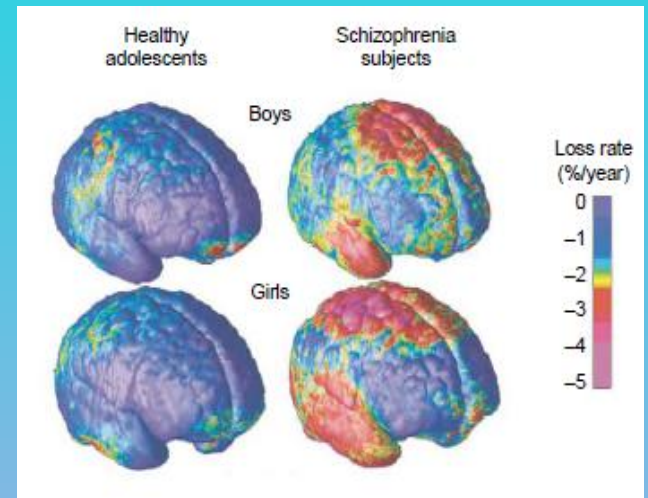 Healthy
adolescents
Schizophrenia
subjects
Boys
Girls
Loss rate
(%/year)
0
–1
–2
–3
–4
–5